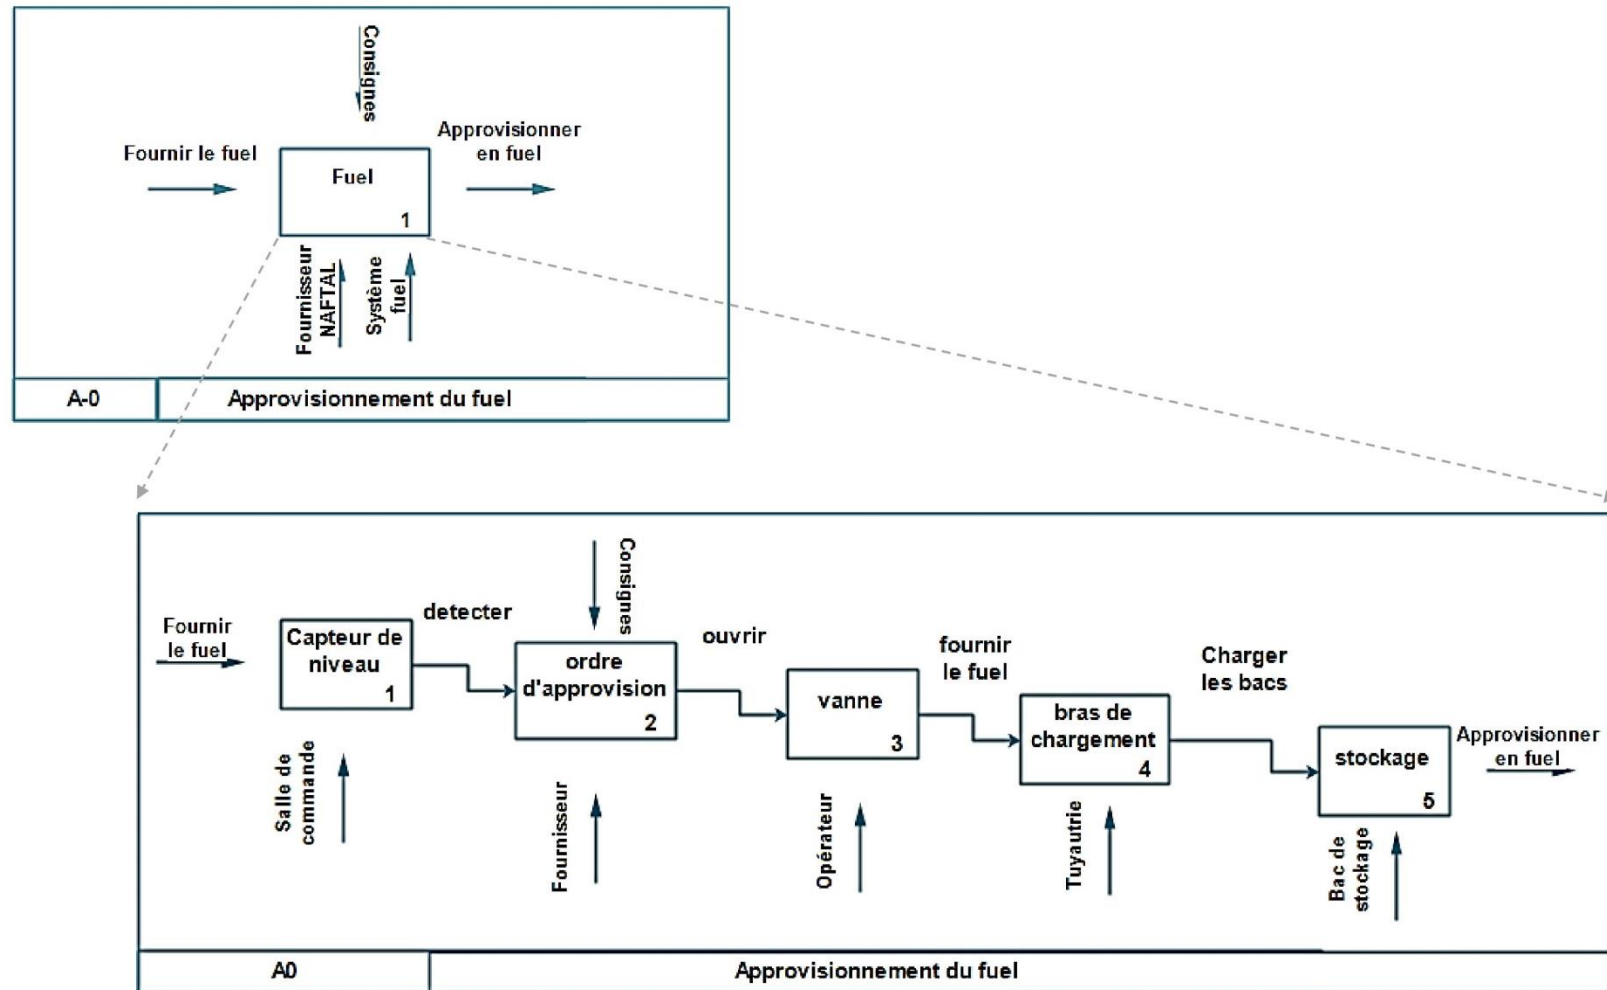 Consignes
Fournir le fuel
Approvisionner
en fuel
Fuel
1
Fournisseur
NAFTAL
Système
fuel
A-0
Approvisionnement du fuel
Consignes
Fournir
le fuel
Capteur de
niveau
1
detecter
ordre
d'approvision
2
ouvrir
vanne
3
fournir
le fuel
bras de
chargement
4
Charger
les bacs
stockage
5
Approvisionner
en fuel
Salle de
commande
Fournisseur
Opérateur
Tuyautrie
Bac de
stockage
A0
Approvisionnement du fuel